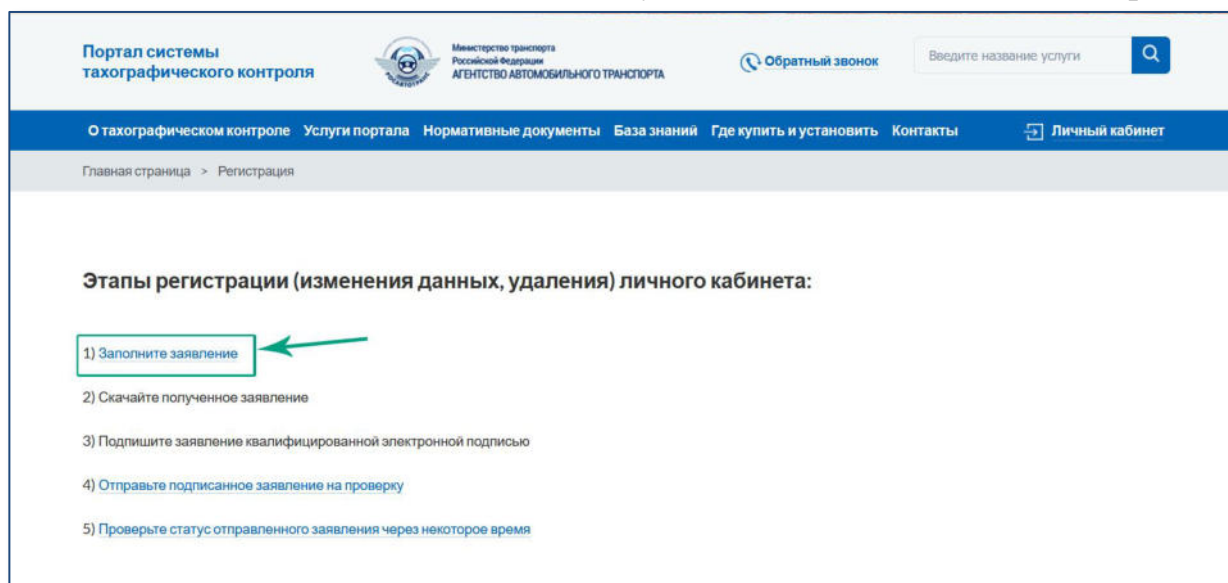 Портал системы
тахографического контроля
РОСАВТОТРАНС
Министерство транспорта
Российской Федерации
АГЕНТСТВО АВТОМОБИЛЬНОГО ТРАНСПОРТА
Обратный звонок
Введите название услуги
О тахографическом контроле Услуги портала Нормативные документы База знаний Где купить и установить Контакты Личный кабинет
Главная страница > Регистрация
Этапы регистрации (изменения данных, удаления) личного кабинета:
1) Заполните заявление
2) Скачайте полученное заявление
3) Подпишите заявление квалифицированной электронной подписью
4) Отправьте подписанное заявление на проверку
5) Проверьте статус отправленного заявления через некоторое время